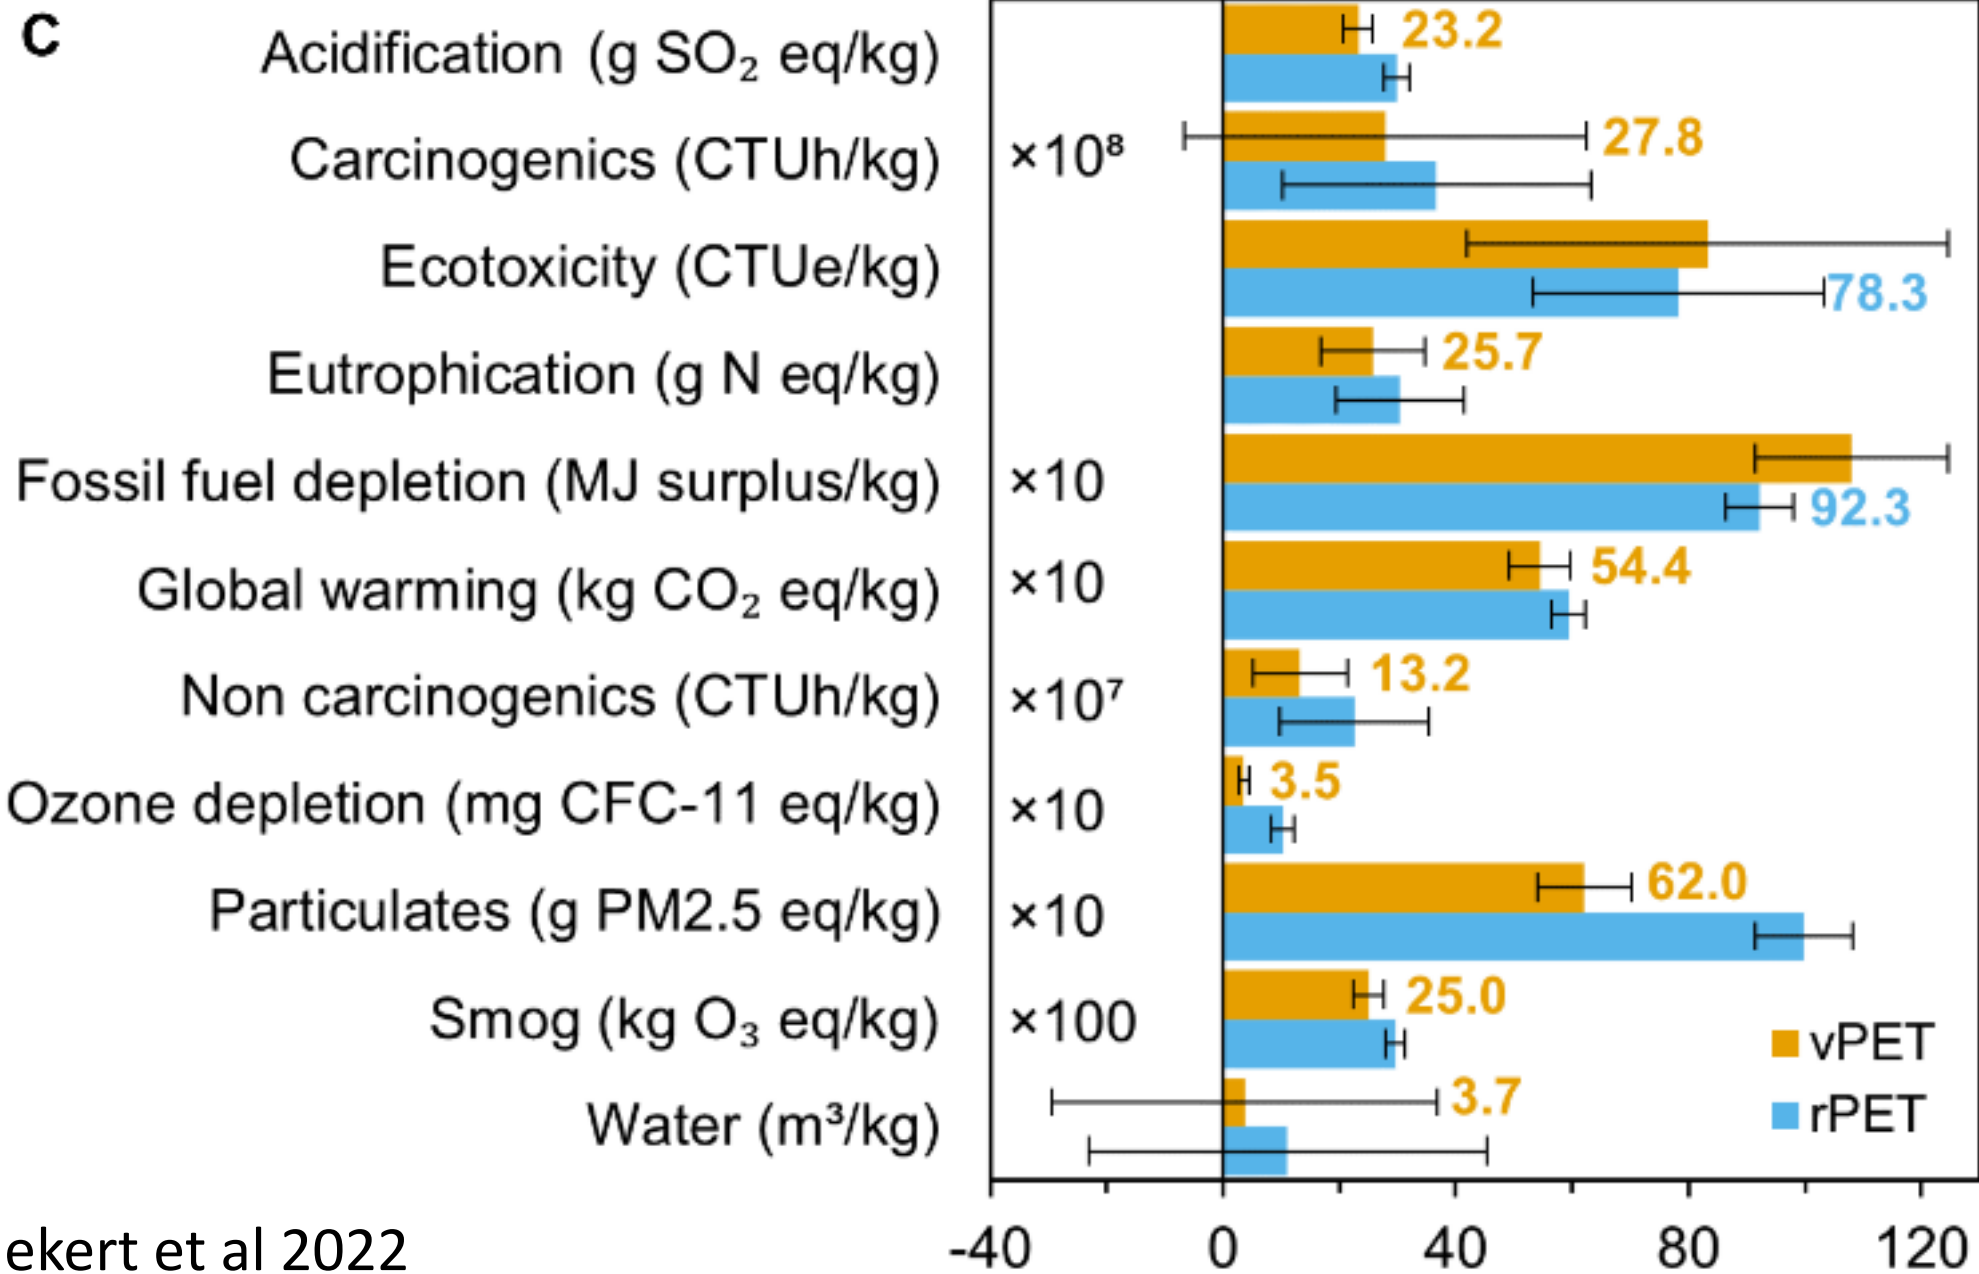 C
Acidification (g SO₂ eq/kg) 23.2
Carcinogenics (CTUh/kg) ×10⁸ 27.8
Ecotoxicity (CTUe/kg) 78.3
Eutrophication (g N eq/kg) 25.7
Fossil fuel depletion (MJ surplus/kg) ×10 92.3
Global warming (kg CO₂ eq/kg) ×10 54.4
Non carcinogenics (CTUh/kg) ×10⁷ 13.2
Ozone depletion (mg CFC-11 eq/kg) ×10 3.5
Particulates (g PM2.5 eq/kg) ×10 62.0
Smog (kg O₃ eq/kg) ×100 25.0
Water (m³/kg) 3.7
vPET
rPET
-40 0 40 80 120
ekert et al 2022